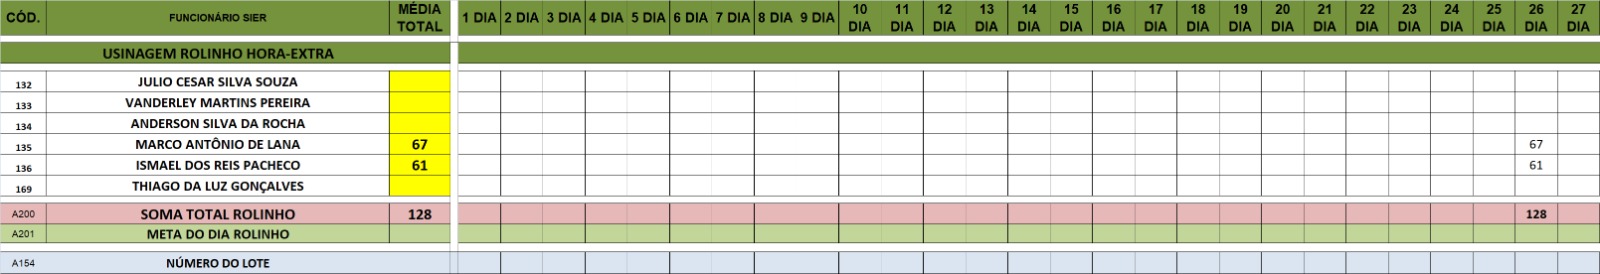 CÓD. FUNCIONÁRIO SIER MÉDIA TOTAL 1 DIA 2 DIA 3 DIA 4 DIA 5 DIA 6 DIA 7 DIA 8 DIA 9 DIA 10 DIA 11 DIA 12 DIA 13 DIA 14 DIA 15 DIA 16 DIA 17 DIA 18 DIA 19 DIA 20 DIA 21 DIA 22 DIA 23 DIA 24 DIA 25 DIA 26 DIA 27 DIA
USINAGEM ROLINHO HORA-EXTRA
132 JULIO CESAR SILVA SOUZA
133 VANDERLEY MARTINS PEREIRA
134 ANDERSON SILVA DA ROCHA
135 MARCO ANTÔNIO DE LANA 67 67
136 ISMAEL DOS REIS PACHECO 61 61
169 THIAGO DA LUZ GONÇALVES
A200 SOMA TOTAL ROLINHO 128 128
A201 META DO DIA ROLINHO
A154 NÚMERO DO LOTE